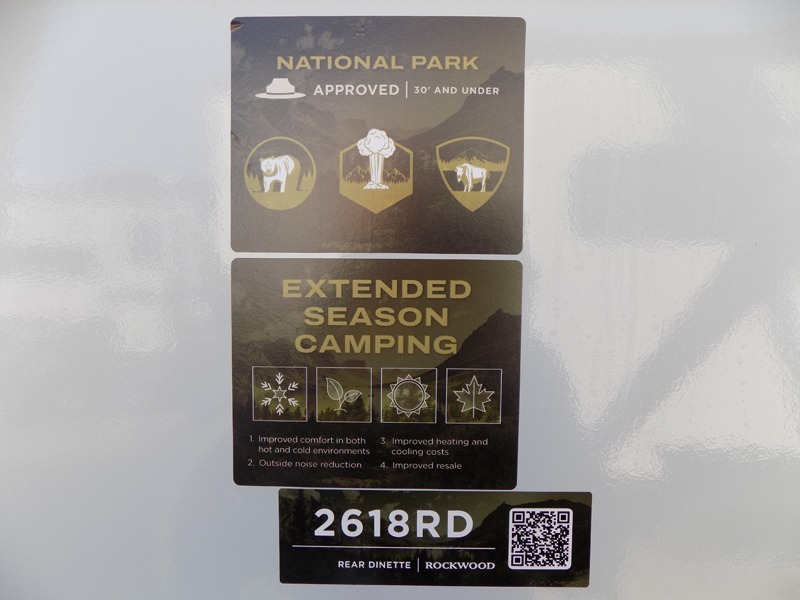 NATIONAL PARK
APPROVED | 30' AND UNDER
EXTENDED
SEASON
CAMPING
1. Improved comfort in both
hot and cold environments
2. Outside noise reduction
3. Improved heating and
cooling costs
4. Improved resale
2618RD
REAR DINETTE | ROCKWOOD